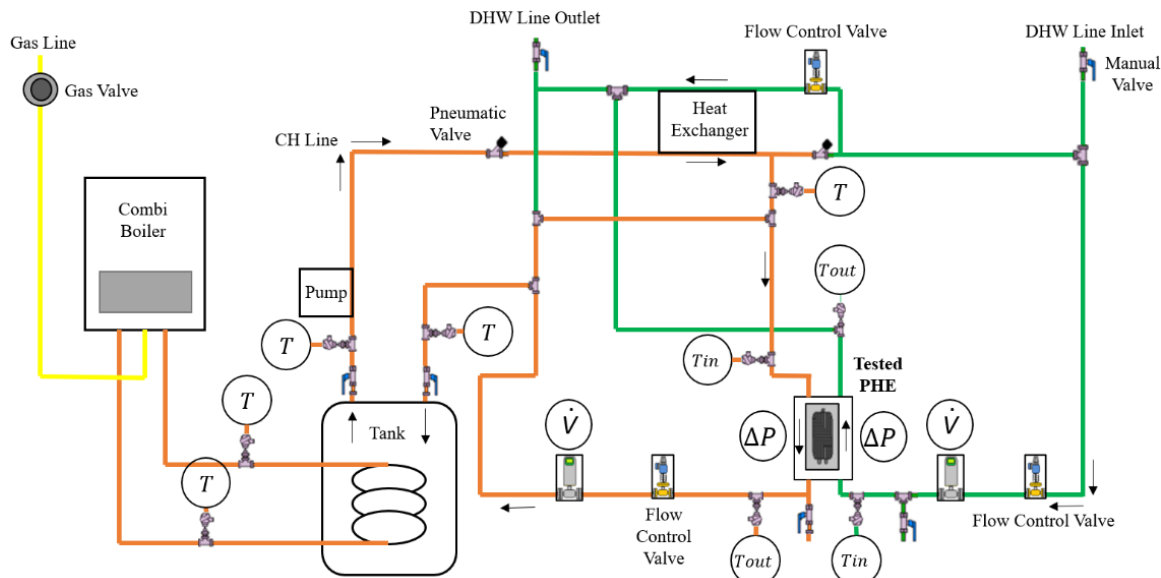 DHW Line Outlet
Flow Control Valve
DHW Line Inlet
Gas Line
Gas Valve
Manual
Valve
Pneumatic
Valve
Heat
Exchanger
CH Line
T
Combi
Boiler
Tout
Pump
T
T
Tin
Tested
PHE
T
Tank
V̇
ΔP
ΔP
V̇
T
Flow
Control
Valve
Flow Control Valve
Tout
Tin